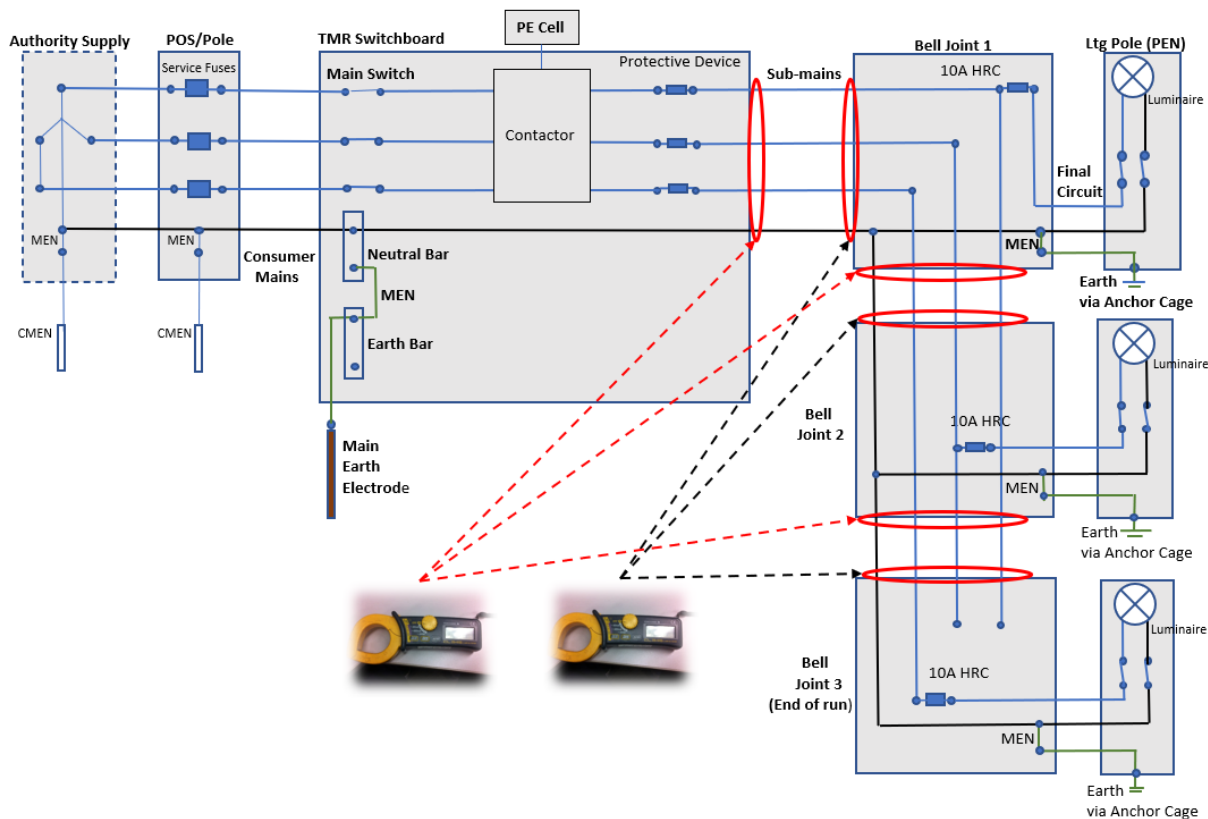 PE Cell
Authority Supply
POS/Pole
TMR Switchboard
Bell Joint 1
Ltg Pole (PEN)
Service Fuses
Main Switch
Protective Device
Sub-mains
10A HRC
Luminaire
Contactor
Final
Circuit
MEN
MEN
Consumer
Mains
Neutral Bar
MEN
MEN
Earth
via Anchor Cage
CMEN
CMEN
Earth Bar
Luminaire
Bell
Joint 2
10A HRC
Main
Earth
Electrode
MEN
Earth
via Anchor Cage
Luminaire
Bell
Joint 3
(End of run)
10A HRC
MEN
Earth
via Anchor Cage